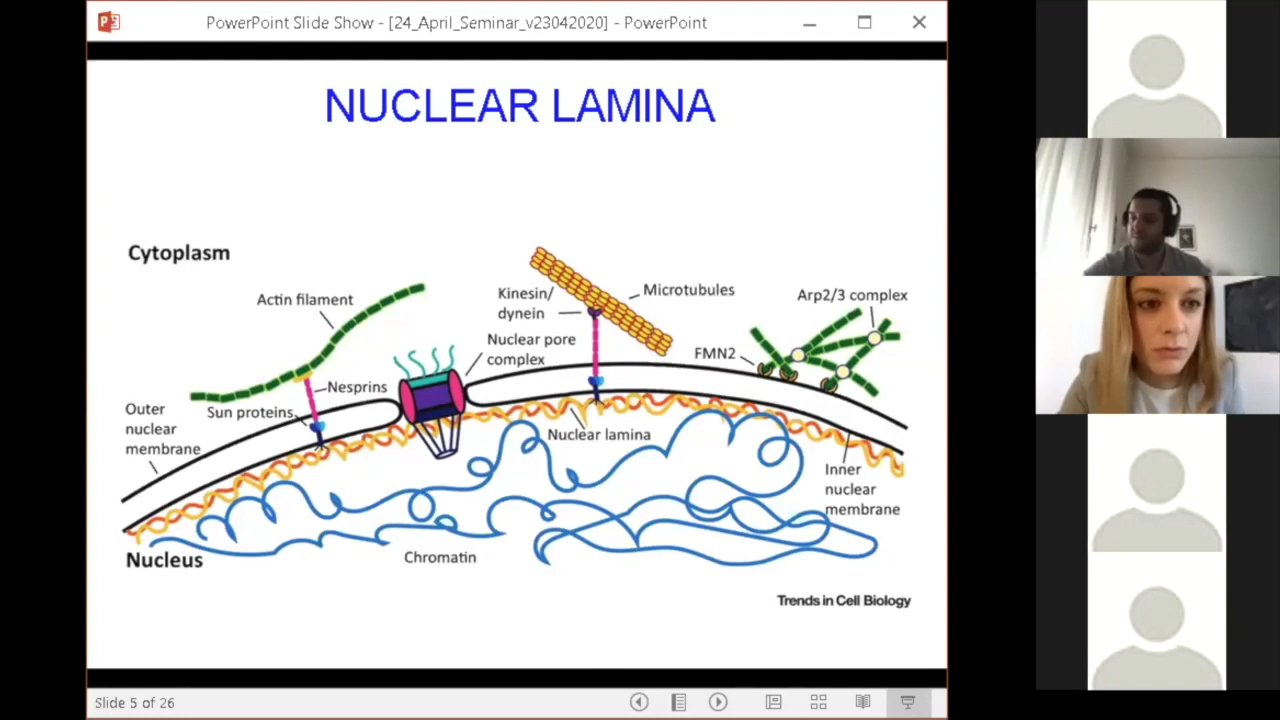 PowerPoint Slide Show - [24_April_Seminar_v23042020] - PowerPoint
NUCLEAR LAMINA
Cytoplasm
Actin filament
Kinesin/
dynein
Microtubules
Arp2/3 complex
Nuclear pore
complex
FMN2
Nesprins
Outer
nuclear
membrane
Sun proteins
Nuclear lamina
Inner
nuclear
membrane
Nucleus
Chromatin
Trends in Cell Biology
Slide 5 of 26